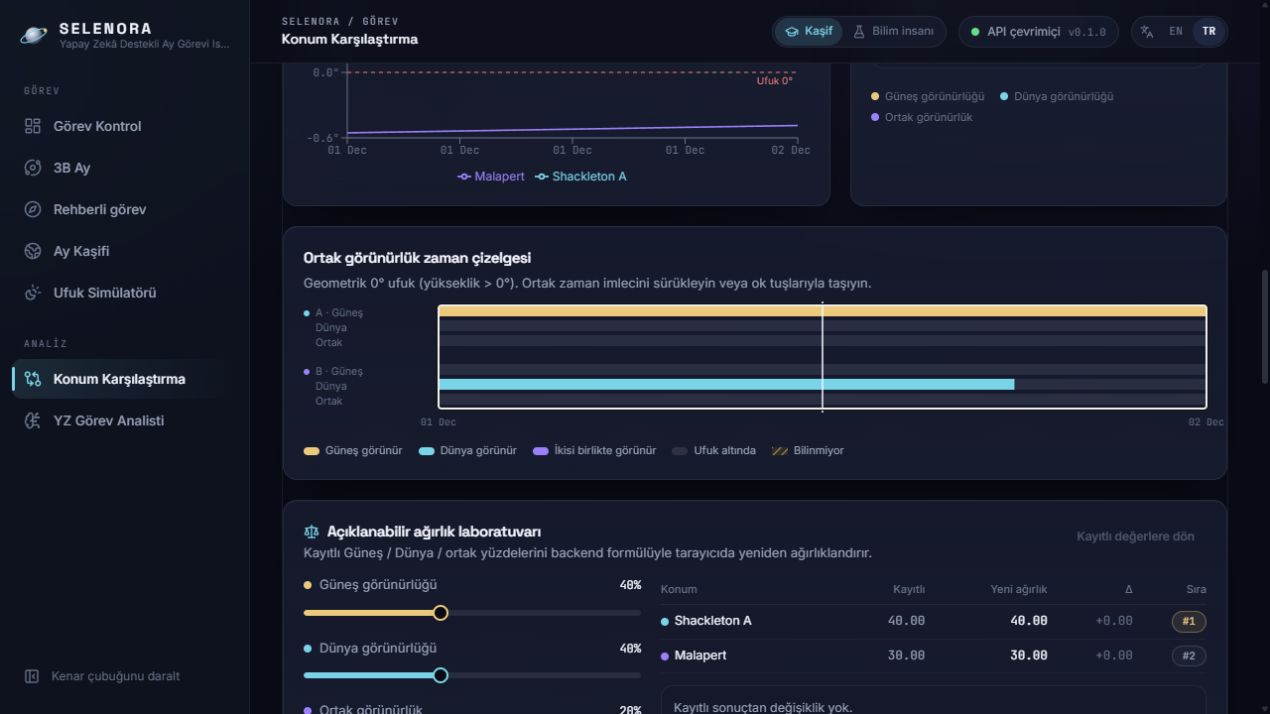 SELENORA
Yapay Zekâ Destekli Ay Görevi İs...
GÖREV
Görev Kontrol
3B Ay
Rehberli görev
Ay Kaşifi
Ufuk Simülatörü
ANALİZ
Konum Karşılaştırma
YZ Görev Analisti
Kenar çubuğunu daralt
SELENORA / GÖREV
Konum Karşılaştırma
Kaşif
Bilim insanı
API çevrimiçi v0.1.0
EN
TR
0.0°
Ufuk 0°
-0.6°
01 Dec 01 Dec 01 Dec 01 Dec 02 Dec
Malapert Shackleton A
Güneş görünürlüğü Dünya görünürlüğü
Ortak görünürlük
Ortak görünürlük zaman çizelgesi
Geometrik 0° ufuk (yükseklik > 0°). Ortak zaman imlecini sürükleyin veya ok tuşlarıyla taşıyın.
A · Güneş
Dünya
Ortak
B · Güneş
Dünya
Ortak
01 Dec 02 Dec
Güneş görünür Dünya görünür İkisi birlikte görünür Ufuk altında Bilinmiyor
Açıklanabilir ağırlık laboratuvarı
Kayıtlı değerlere dön
Kayıtlı Güneş / Dünya / ortak yüzdelerini backend formülüyle tarayıcıda yeniden ağırlıklandırır.
Güneş görünürlüğü 40%
Dünya görünürlüğü 40%
Ortak görünürlük 20%
Konum Kayıtlı Yeni ağırlık Δ Sıra
Shackleton A 40.00 40.00 +0.00 #1
Malapert 30.00 30.00 +0.00 #2
Kayıtlı sonuçtan değişiklik yok.